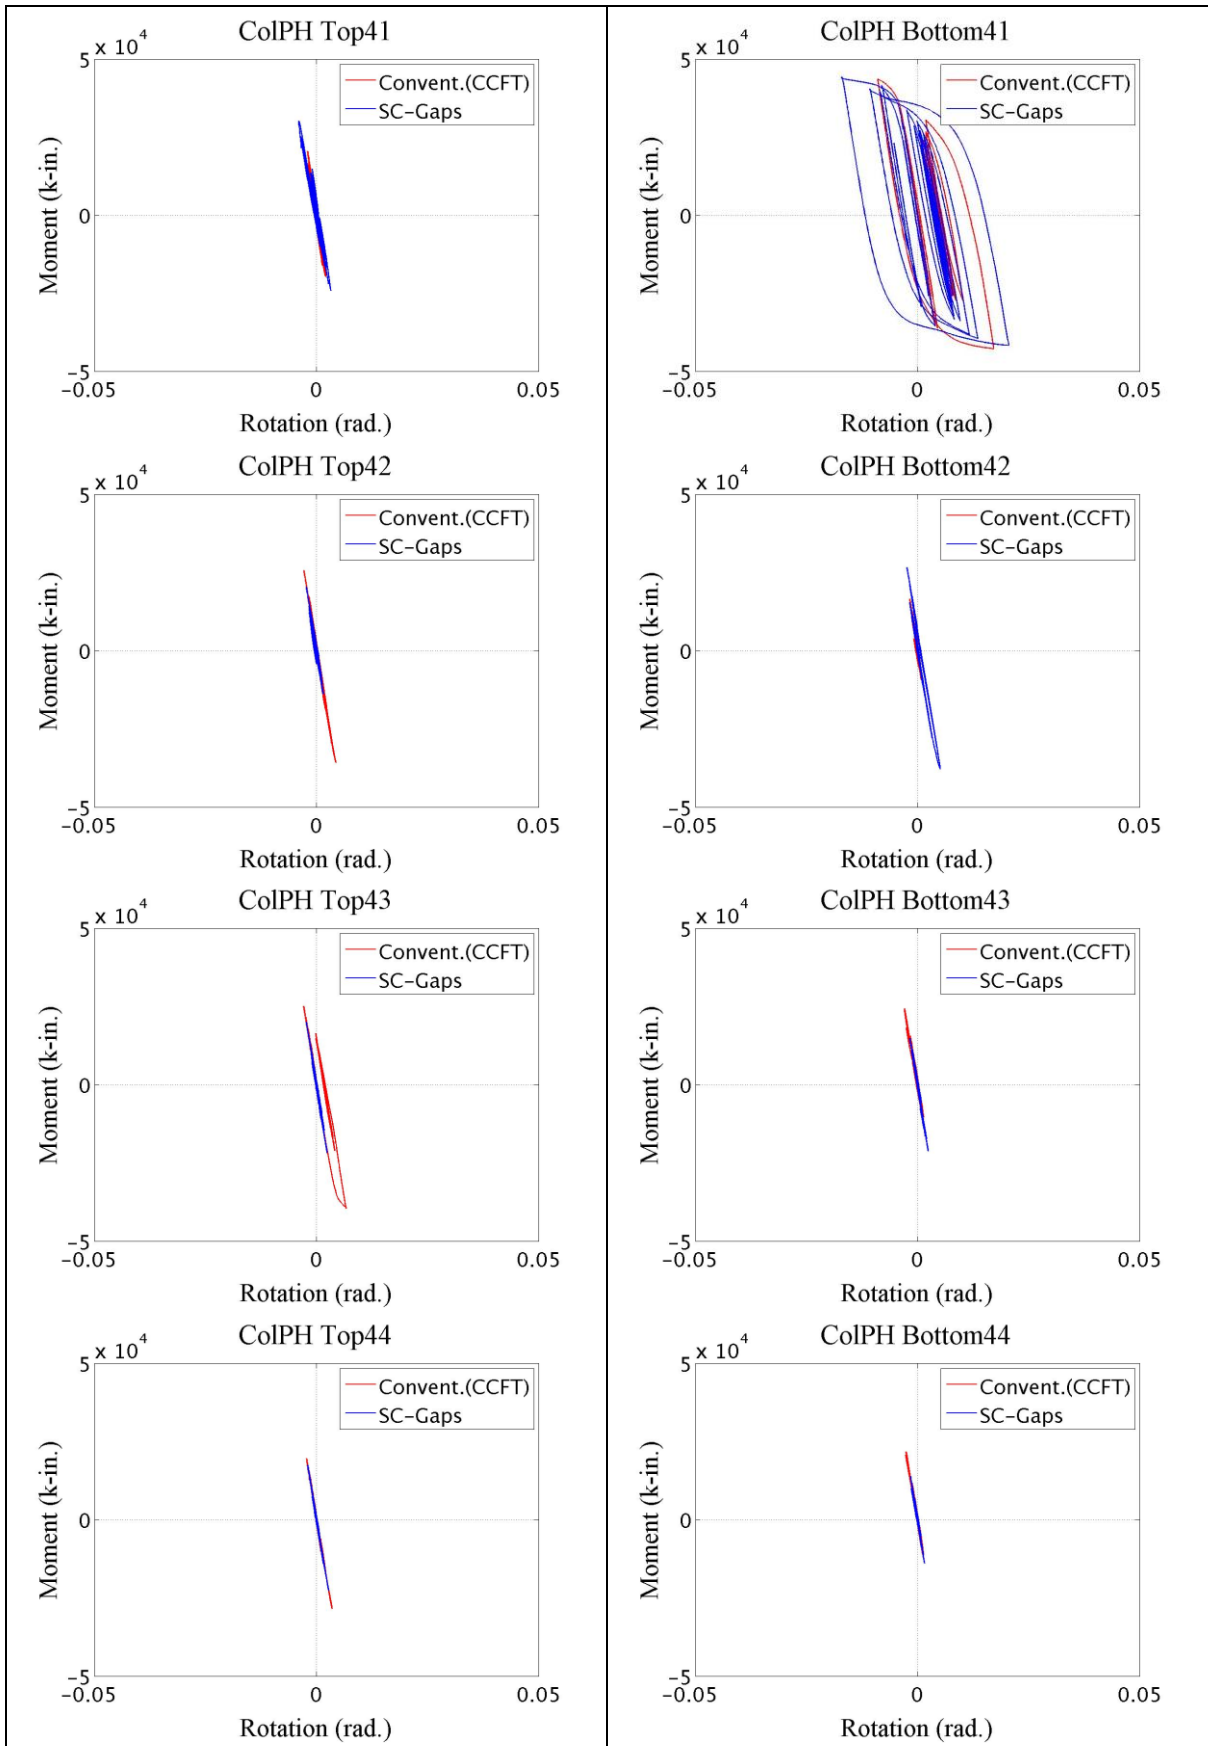 ColPH Top41
x 10^4
5
Convent.(CCFT)
SC-Gaps
Moment (k-in.)
0
-5
-0.05 0 0.05
Rotation (rad.)
ColPH Bottom41
x 10^4
5
Convent.(CCFT)
SC-Gaps
Moment (k-in.)
0
-5
-0.05 0 0.05
Rotation (rad.)
ColPH Top42
x 10^4
5
Convent.(CCFT)
SC-Gaps
Moment (k-in.)
0
-5
-0.05 0 0.05
Rotation (rad.)
ColPH Bottom42
x 10^4
5
Convent.(CCFT)
SC-Gaps
Moment (k-in.)
0
-5
-0.05 0 0.05
Rotation (rad.)
ColPH Top43
x 10^4
5
Convent.(CCFT)
SC-Gaps
Moment (k-in.)
0
-5
-0.05 0 0.05
Rotation (rad.)
ColPH Bottom43
x 10^4
5
Convent.(CCFT)
SC-Gaps
Moment (k-in.)
0
-5
-0.05 0 0.05
Rotation (rad.)
ColPH Top44
x 10^4
5
Convent.(CCFT)
SC-Gaps
Moment (k-in.)
0
-5
-0.05 0 0.05
Rotation (rad.)
ColPH Bottom44
x 10^4
5
Convent.(CCFT)
SC-Gaps
Moment (k-in.)
0
-5
-0.05 0 0.05
Rotation (rad.)